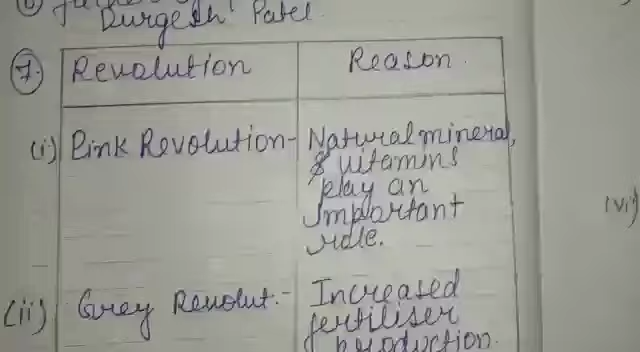 Durgesh Patel
7. Revolution Reason.
(i) Pink Revolution- Natural mineral,
& vitamins
play an
important
role.
(ii) Grey Revolut.- Increased
fertiliser
production.
(vi)